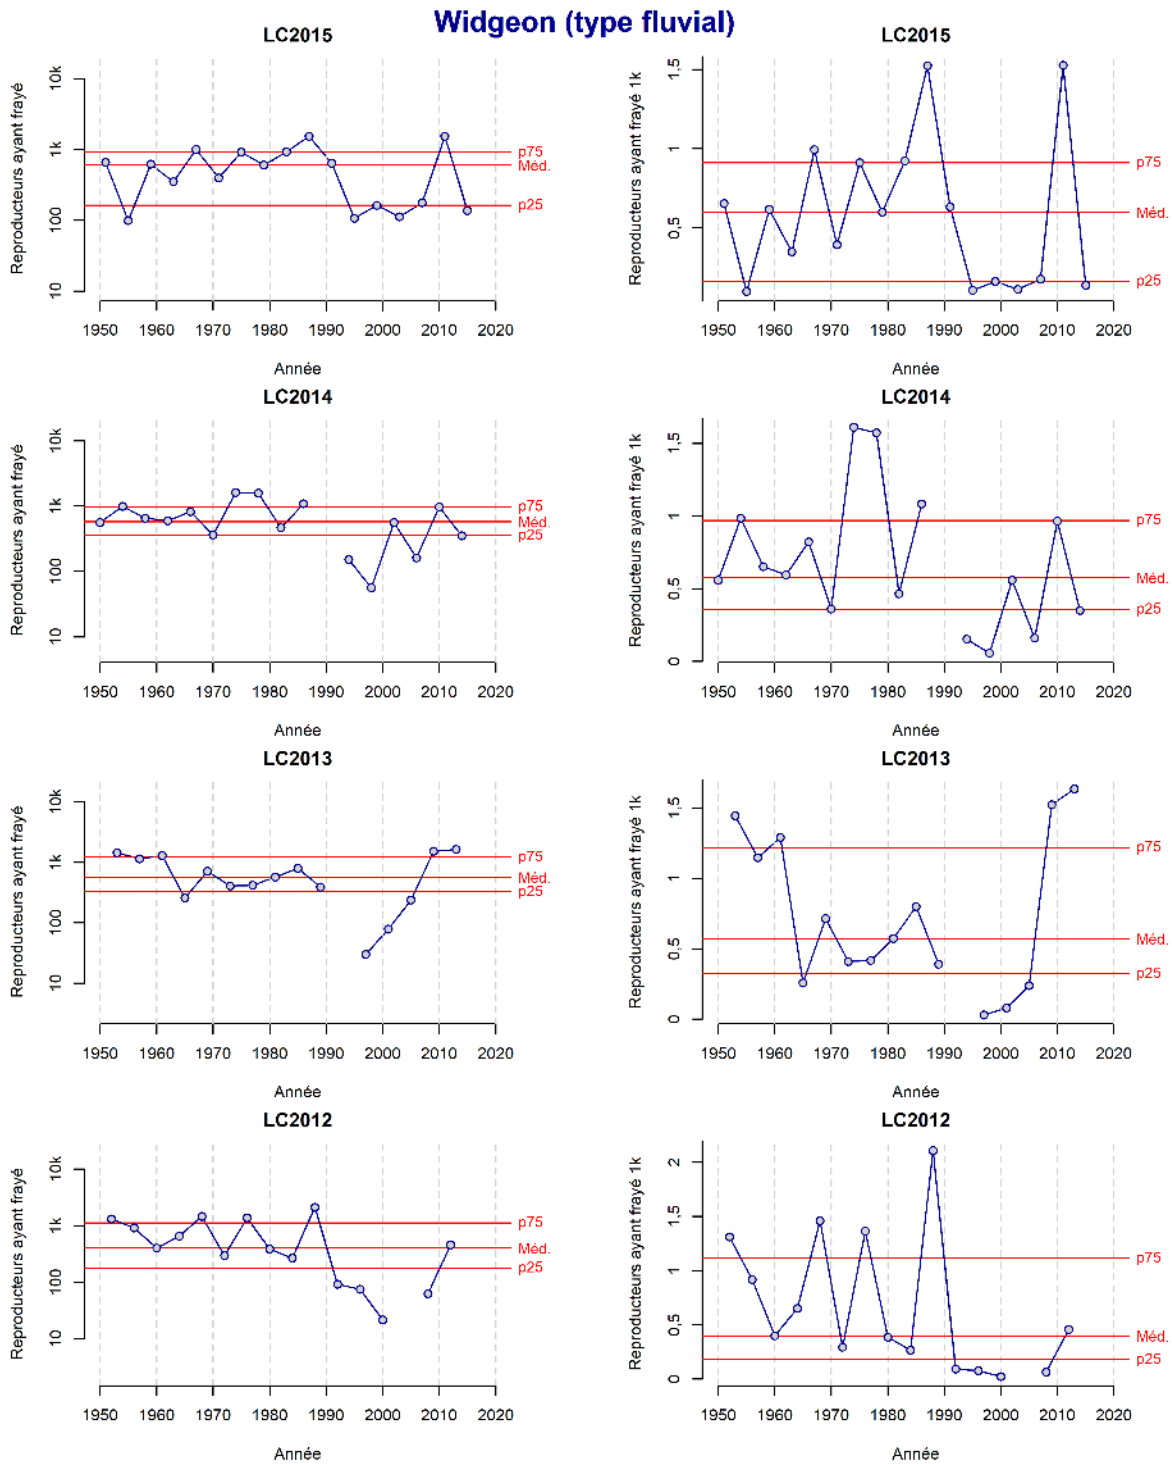 Widgeon (type fluvial)
LC2015
Reproducteurs ayant frayé
10k
1k
100
10
p75
Méd.
p25
1950 1960 1970 1980 1990 2000 2010 2020
Année
LC2015
Reproducteurs ayant frayé 1k
1,5
1
0,5
p75
Méd.
p25
1950 1960 1970 1980 1990 2000 2010 2020
Année
LC2014
Reproducteurs ayant frayé
10k
1k
100
10
p75
Méd.
p25
1950 1960 1970 1980 1990 2000 2010 2020
Année
LC2014
Reproducteurs ayant frayé 1k
1,5
1
0,5
0
p75
Méd.
p25
1950 1960 1970 1980 1990 2000 2010 2020
Année
LC2013
Reproducteurs ayant frayé
10k
1k
100
10
p75
Méd.
p25
1950 1960 1970 1980 1990 2000 2010 2020
Année
LC2013
Reproducteurs ayant frayé 1k
1,5
1
0,5
0
p75
Méd.
p25
1950 1960 1970 1980 1990 2000 2010 2020
Année
LC2012
Reproducteurs ayant frayé
10k
1k
100
10
p75
Méd.
p25
1950 1960 1970 1980 1990 2000 2010 2020
Année
LC2012
Reproducteurs ayant frayé 1k
2
1,5
1
0,5
0
p75
Méd.
p25
1950 1960 1970 1980 1990 2000 2010 2020
Année